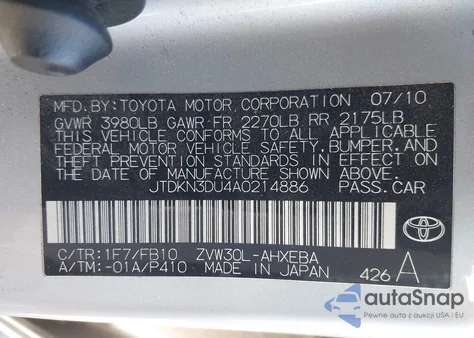 MFD.BY: TOYOTA MOTOR CORPORATION 07/10
GVWR 3980LB GAWR FR 2270LB RR 2175LB
THIS VEHICLE CONFORMS TO ALL APPLICABLE
FEDERAL MOTOR VEHICLE SAFETY, BUMPER, AND
THEFT PREVENTION STANDARDS IN EFFECT ON
THE DATE OF MANUFACTURE SHOWN ABOVE.
JTDKN3DU4A0214886 PASS.CAR
C/TR:1F7/FB10 ZVW30L-AHXEBA
A/TM:-01A/P410 MADE IN JAPAN
TOYOTA
426 A
autaSnap
Pewne auta z aukcji USA i EU